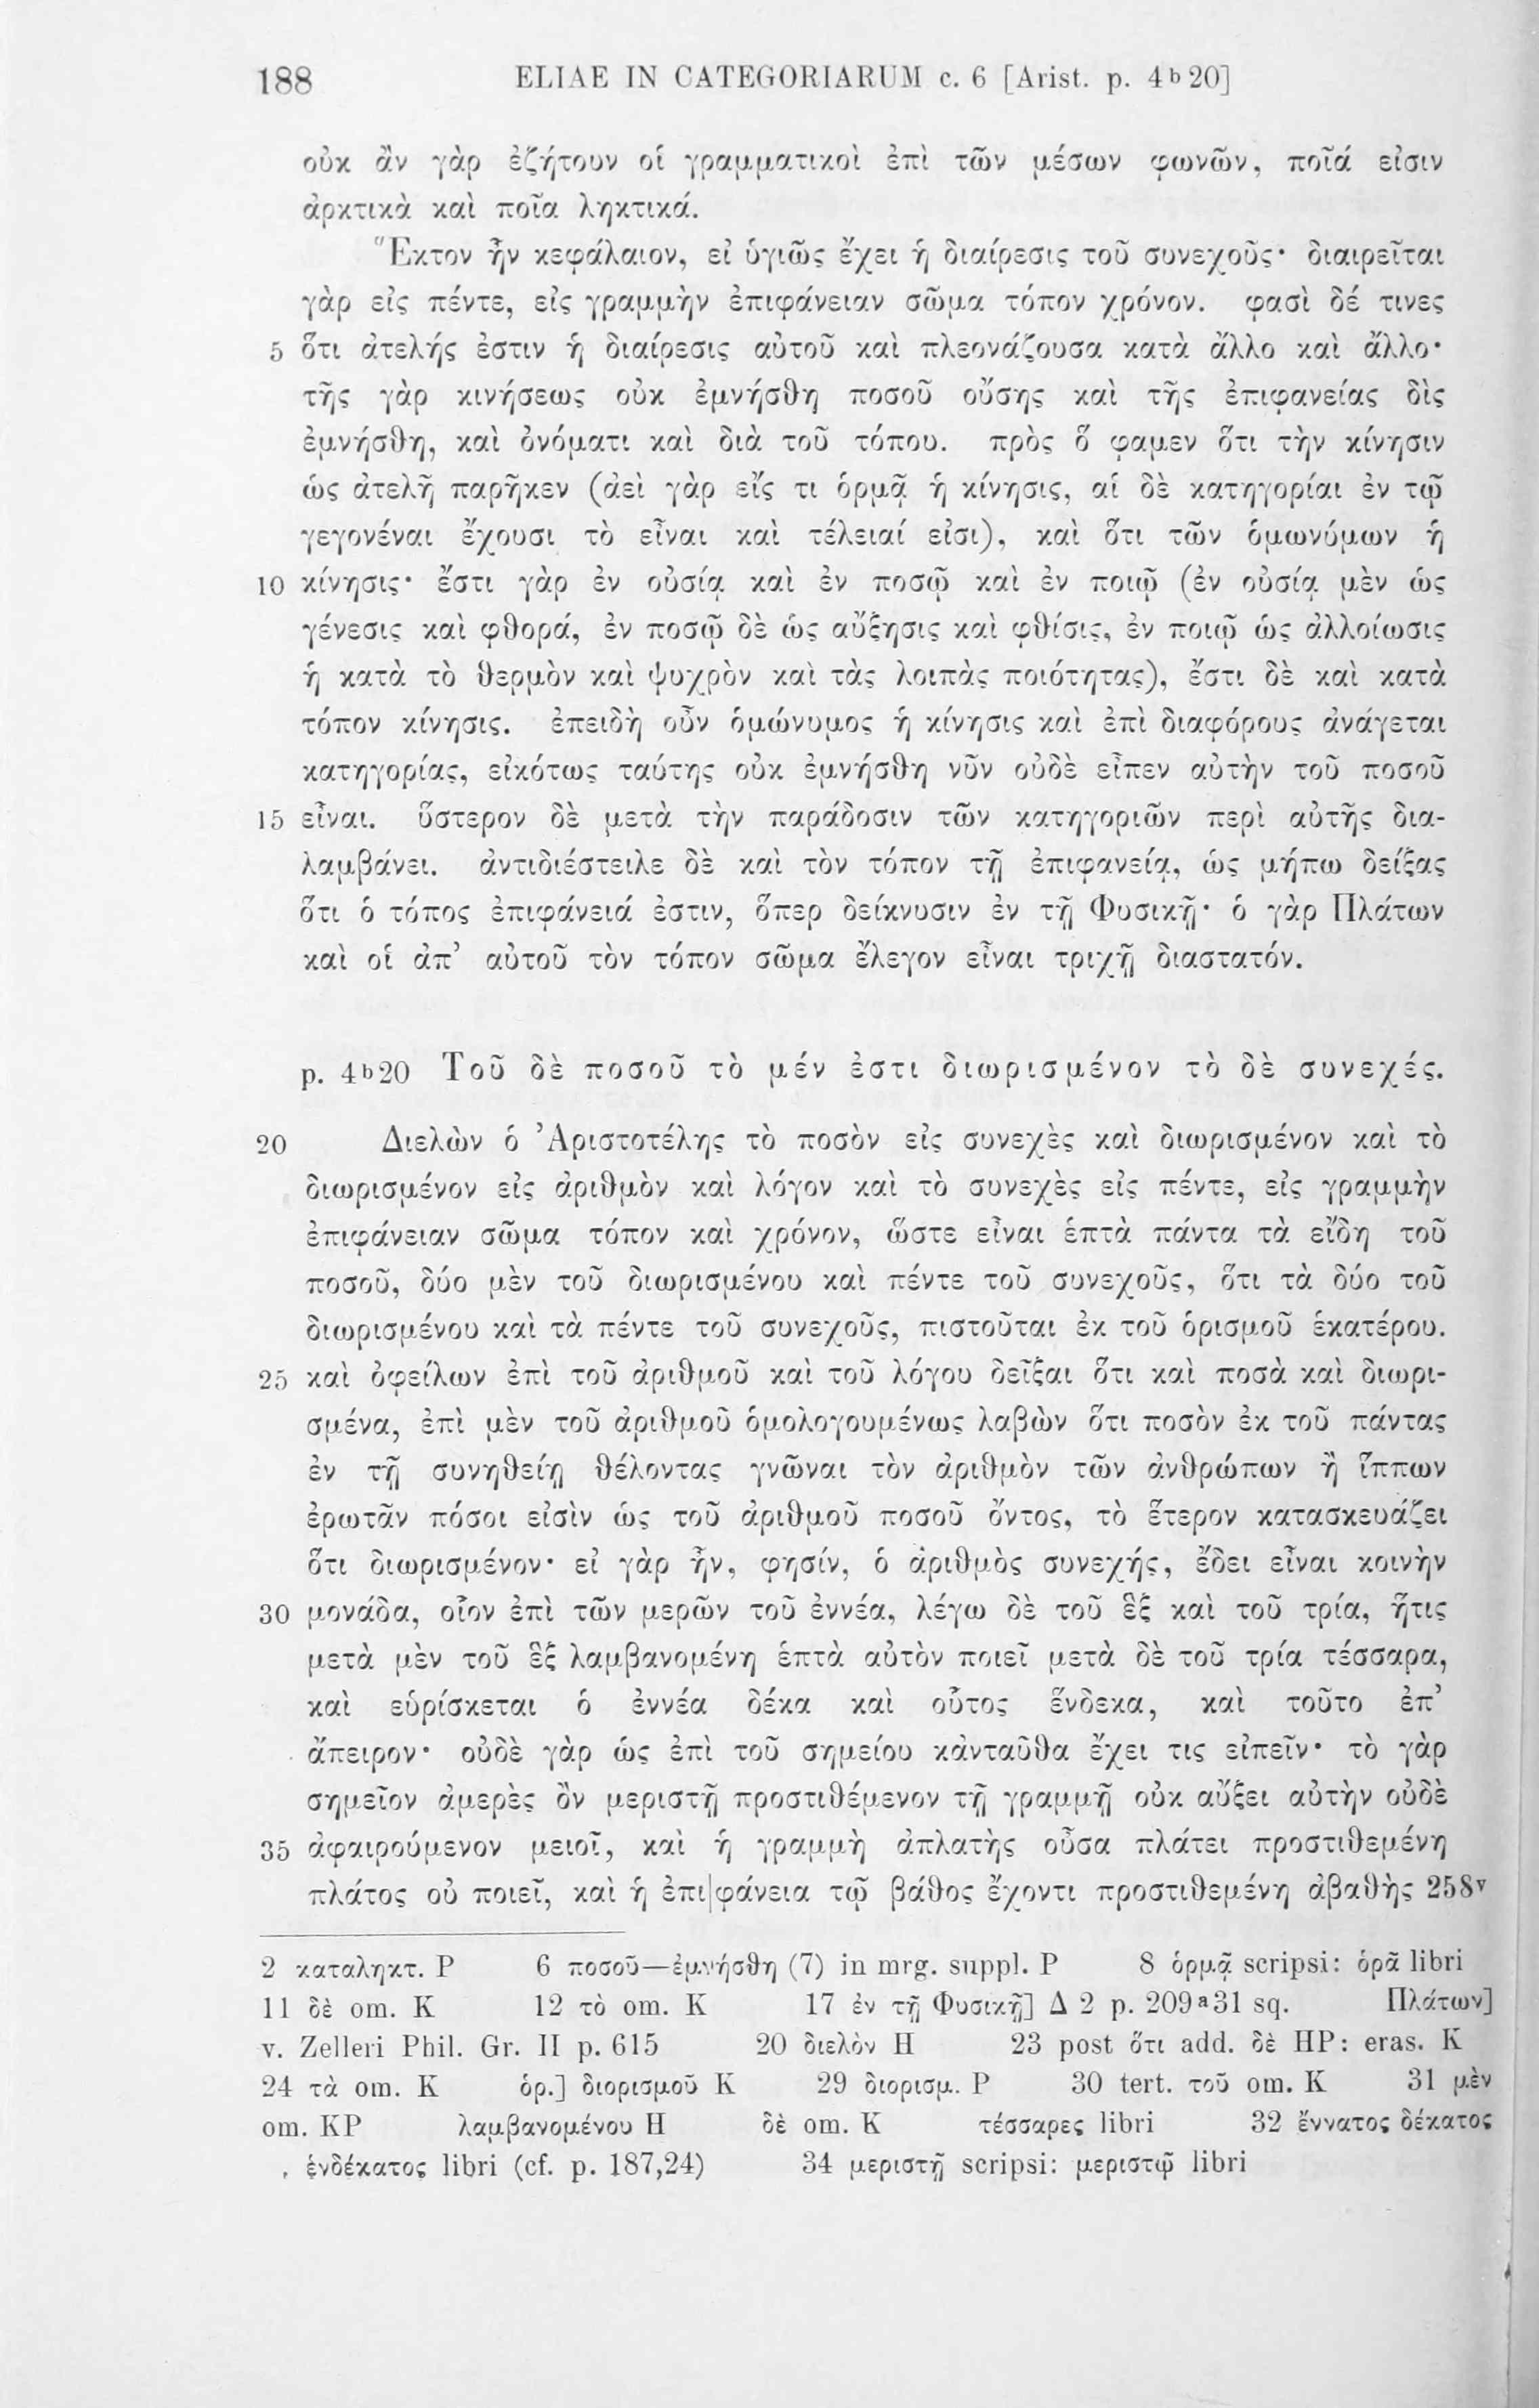 188 ELIAE IN CATEGORIARUM c. 6 [Arist. p. 4 b 20]
οὐκ ἂν γὰρ ἐζήτουν οἱ γραμματικοὶ ἐπὶ τῶν μέσων φωνῶν, ποῖά εἰσιν
ἀρκτικὰ καὶ ποῖα ληκτικά.
Ἕκτον ἦν κεφάλαιον, εἰ ὑγιῶς ἔχει ἡ διαίρεσις τοῦ συνεχοῦς· διαιρεῖται
γὰρ εἰς πέντε, εἰς γραμμὴν ἐπιφάνειαν σῶμα τόπον χρόνον. φασὶ δέ τινες
5 ὅτι ἀτελής ἐστιν ἡ διαίρεσις αὐτοῦ καὶ πλεονάζουσα κατὰ ἄλλο καὶ ἄλλο·
τῆς γὰρ κινήσεως οὐκ ἐμνήσθη ποσοῦ οὔσης καὶ τῆς ἐπιφανείας δὶς
ἐμνήσθη, καὶ ὀνόματι καὶ διὰ τοῦ τόπου. πρὸς ὅ φαμεν ὅτι τὴν κίνησιν
ὡς ἀτελῆ παρῆκεν (ἀεὶ γὰρ εἴς τι ὁρμᾷ ἡ κίνησις, αἱ δὲ κατηγορίαι ἐν τῷ
γεγονέναι ἔχουσι τὸ εἶναι καὶ τέλειαί εἰσι), καὶ ὅτι τῶν ὁμωνύμων ἡ
10 κίνησις· ἔστι γὰρ ἐν οὐσίᾳ καὶ ἐν ποσῷ καὶ ἐν ποιῷ (ἐν οὐσίᾳ μὲν ὡς
γένεσις καὶ φθορά, ἐν ποσῷ δὲ ὡς αὔξησις καὶ φθίσις, ἐν ποιῷ ὡς ἀλλοίωσις
ἡ κατὰ τὸ θερμὸν καὶ ψυχρὸν καὶ τὰς λοιπὰς ποιότητας), ἔστι δὲ καὶ κατὰ
τόπον κίνησις. ἐπειδὴ οὖν ὁμώνυμος ἡ κίνησις καὶ ἐπὶ διαφόρους ἀνάγεται
κατηγορίας, εἰκότως ταύτης οὐκ ἐμνήσθη νῦν οὐδὲ εἶπεν αὐτὴν τοῦ ποσοῦ
15 εἶναι. ὕστερον δὲ μετὰ τὴν παράδοσιν τῶν κατηγοριῶν περὶ αὐτῆς δια-
λαμβάνει. ἀντιδιέστειλε δὲ καὶ τὸν τόπον τῇ ἐπιφανείᾳ, ὡς μήπω δείξας
ὅτι ὁ τόπος ἐπιφάνειά ἐστιν, ὅπερ δείκνυσιν ἐν τῇ Φυσικῇ· ὁ γὰρ Πλάτων
καὶ οἱ ἀπ’ αὐτοῦ τὸν τόπον σῶμα ἔλεγον εἶναι τριχῇ διαστατόν.
p. 4b20 Τοῦ δὲ ποσοῦ τὸ μέν ἐστι διωρισμένον τὸ δὲ συνεχές.
20 Διελὼν ὁ Ἀριστοτέλης τὸ ποσὸν εἰς συνεχὲς καὶ διωρισμένον καὶ τὸ
διωρισμένον εἰς ἀριθμὸν καὶ λόγον καὶ τὸ συνεχὲς εἰς πέντε, εἰς γραμμὴν
ἐπιφάνειαν σῶμα τόπον καὶ χρόνον, ὥστε εἶναι ἑπτὰ πάντα τὰ εἴδη τοῦ
ποσοῦ, δύο μὲν τοῦ διωρισμένου καὶ πέντε τοῦ συνεχοῦς, ὅτι τὰ δύο τοῦ
διωρισμένου καὶ τὰ πέντε τοῦ συνεχοῦς, πιστοῦται ἐκ τοῦ ὁρισμοῦ ἑκατέρου.
25 καὶ ὀφείλων ἐπὶ τοῦ ἀριθμοῦ καὶ τοῦ λόγου δεῖξαι ὅτι καὶ ποσὰ καὶ διωρι-
σμένα, ἐπὶ μὲν τοῦ ἀριθμοῦ ὁμολογουμένως λαβὼν ὅτι ποσὸν ἐκ τοῦ πάντας
ἐν τῇ συνηθείῃ θέλοντας γνῶναι τὸν ἀριθμὸν τῶν ἀνθρώπων ἢ ἵππων
ἐρωτᾶν πόσοι εἰσὶν ὡς τοῦ ἀριθμοῦ ποσοῦ ὄντος, τὸ ἕτερον κατασκευάζει
ὅτι διωρισμένον· εἰ γὰρ ἦν, φησίν, ὁ ἀριθμὸς συνεχής, ἔδει εἶναι κοινὴν
30 μονάδα, οἷον ἐπὶ τῶν μερῶν τοῦ ἐννέα, λέγω δὲ τοῦ ἓξ καὶ τοῦ τρία, ἥτις
μετὰ μὲν τοῦ ἓξ λαμβανομένη ἑπτὰ αὐτὸν ποιεῖ μετὰ δὲ τοῦ τρία τέσσαρα,
καὶ εὑρίσκεται ὁ ἐννέα δέκα καὶ οὗτος ἕνδεκα, καὶ τοῦτο ἐπ’
ἄπειρον· οὐδὲ γὰρ ὡς ἐπὶ τοῦ σημείου κἀνταῦθα ἔχει τις εἰπεῖν· τὸ γὰρ
σημεῖον ἀμερὲς ὂν μεριστῇ προστιθέμενον τῇ γραμμῇ οὐκ αὔξει αὐτὴν οὐδὲ
35 ἀφαιρούμενον μειοῖ, καὶ ἡ γραμμὴ ἀπλατὴς οὖσα πλάτει προστιθεμένη
πλάτος οὐ ποιεῖ, καὶ ἡ ἐπι|φάνεια τῷ βάθος ἔχοντι προστιθεμένη ἀβαθὴς 258v
2 καταληκτ. P 6 ποσοῦ—ἐμνήσθη (7) in mrg. suppl. P 8 ὁρμᾷ scripsi: ὁρᾶ libri
11 δὲ om. K 12 τὸ om. K 17 ἐν τῇ Φυσικῇ] Δ 2 p. 209a31 sq. Πλάτων]
v. Zelleri Phil. Gr. II p. 615 20 διελὸν H 23 post ὅτι add. δὲ HP: eras. K
24 τὰ om. K ὁρ.] διορισμοῦ K 29 διορισμ. P 30 tert. τοῦ om. K 31 μὲν
om. KP λαμβανομένου H δὲ om. K τέσσαρες libri 32 ἔννατος δέκατος
ἑνδέκατος libri (cf. p. 187,24) 34 μεριστῇ scripsi: μεριστῷ libri